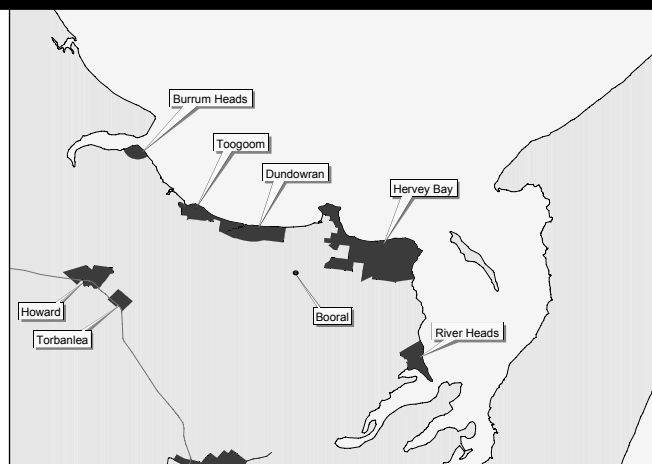 Burrum Heads
Toogoom
Dundowran
Hervey Bay
Howard
Booral
Torbanlea
River Heads